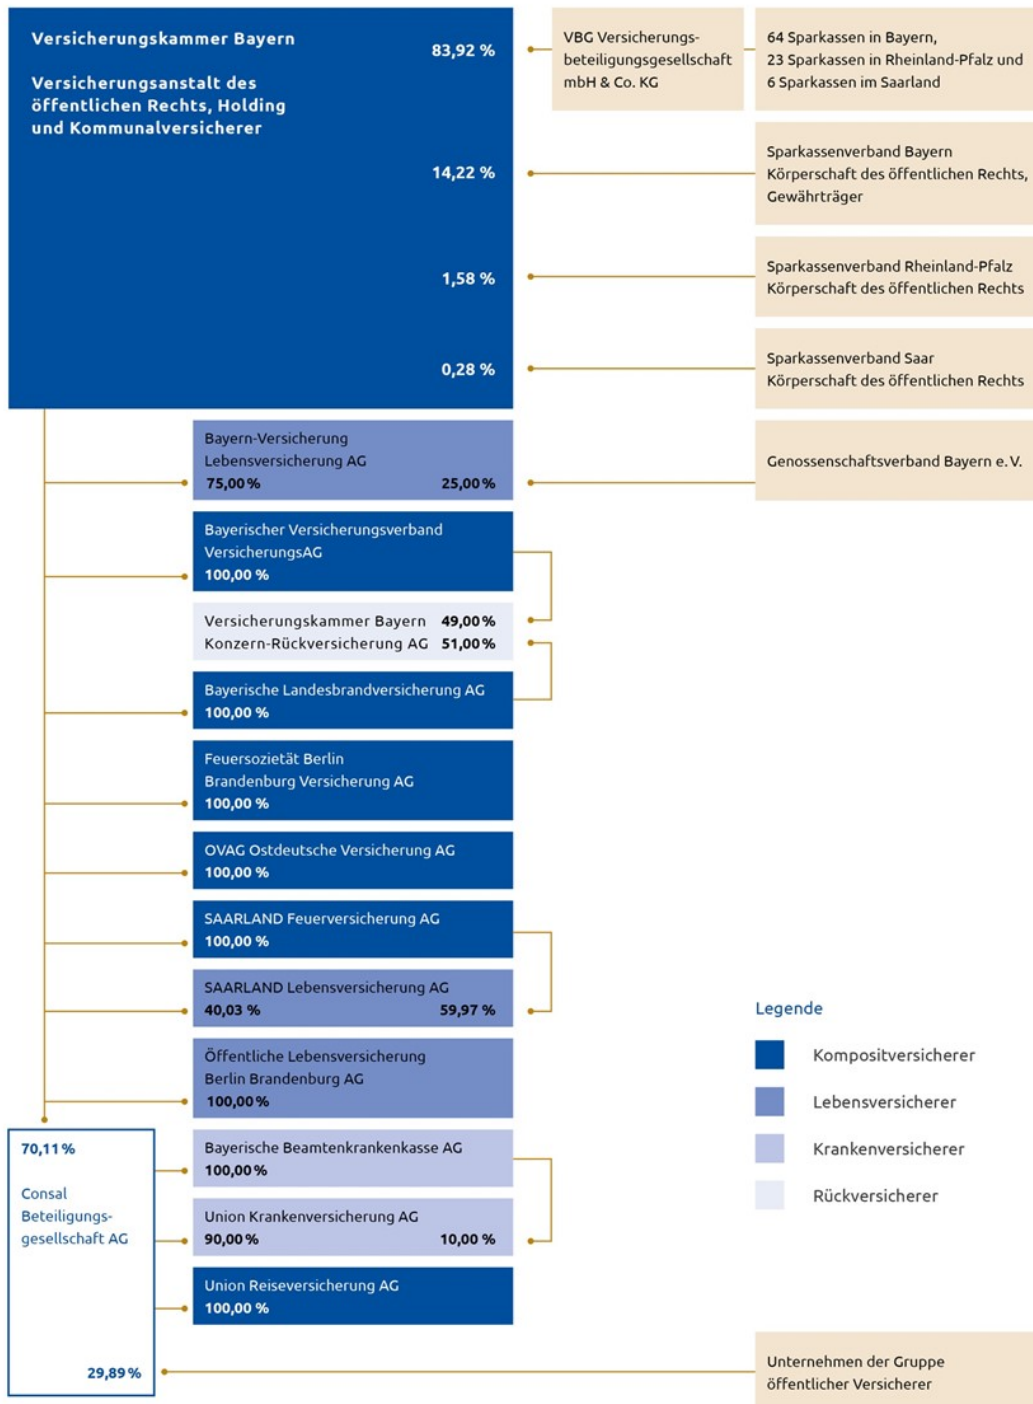 Versicherungskammer Bayern
83,92 %
Versicherungsanstalt des
öffentlichen Rechts, Holding
und Kommunalversicherer
14,22 %
1,58 %
0,28 %
VBG Versicherungs-
beteiligungsgesellschaft
mbH & Co. KG
64 Sparkassen in Bayern,
23 Sparkassen in Rheinland-Pfalz und
6 Sparkassen im Saarland
Sparkassenverband Bayern
Körperschaft des öffentlichen Rechts,
Gewährträger
Sparkassenverband Rheinland-Pfalz
Körperschaft des öffentlichen Rechts
Sparkassenverband Saar
Körperschaft des öffentlichen Rechts
Bayern-Versicherung
Lebensversicherung AG
75,00 % 25,00 %
Genossenschaftsverband Bayern e. V.
Bayerischer Versicherungsverband
VersicherungsAG
100,00 %
Versicherungskammer Bayern 49,00 %
Konzern-Rückversicherung AG 51,00 %
Bayerische Landesbrandversicherung AG
100,00 %
Feuersozietät Berlin
Brandenburg Versicherung AG
100,00 %
OVAG Ostdeutsche Versicherung AG
100,00 %
SAARLAND Feuerversicherung AG
100,00 %
SAARLAND Lebensversicherung AG
40,03 % 59,97 %
Öffentliche Lebensversicherung
Berlin Brandenburg AG
100,00 %
70,11 %
Consal
Beteiligungs-
gesellschaft AG
29,89 %
Bayerische Beamtenkrankenkasse AG
100,00 %
Union Krankenversicherung AG
90,00 % 10,00 %
Union Reiseversicherung AG
100,00 %
Unternehmen der Gruppe
öffentlicher Versicherer
Legende
Kompositversicherer
Lebensversicherer
Krankenversicherer
Rückversicherer